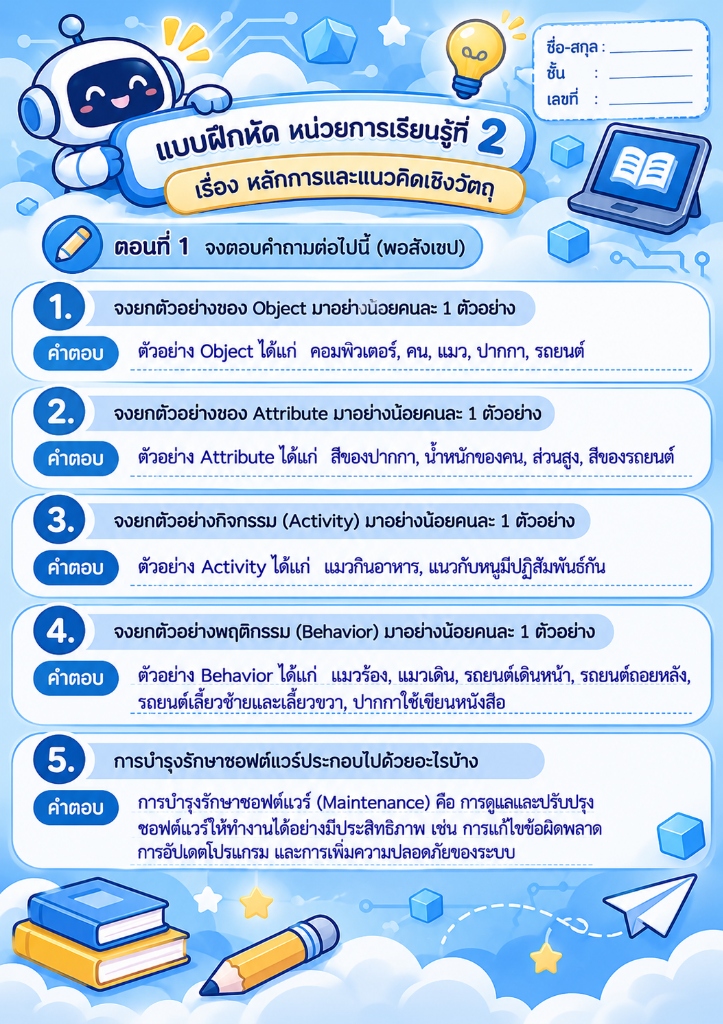 ชื่อ-สกุล :
ชั้น :
เลขที่ :
แบบฝึกหัด หน่วยการเรียนรู้ที่ 2
เรื่อง หลักการและแนวคิดเชิงวัตถุ
ตอนที่ 1 จงตอบคำถามต่อไปนี้ (พอสังเขป)
1. จงยกตัวอย่างของ Object มาอย่างน้อยคนละ 1 ตัวอย่าง
คำตอบ ตัวอย่าง Object ได้แก่ คอมพิวเตอร์, คน, แมว, ปากกา, รถยนต์
2. จงยกตัวอย่างของ Attribute มาอย่างน้อยคนละ 1 ตัวอย่าง
คำตอบ ตัวอย่าง Attribute ได้แก่ สีของปากกา, น้ำหนักของคน, ส่วนสูง, สีของรถยนต์
3. จงยกตัวอย่างกิจกรรม (Activity) มาอย่างน้อยคนละ 1 ตัวอย่าง
คำตอบ ตัวอย่าง Activity ได้แก่ แมวกินอาหาร, แนวกับหนูมีปฏิสัมพันธ์กัน
4. จงยกตัวอย่างพฤติกรรม (Behavior) มาอย่างน้อยคนละ 1 ตัวอย่าง
คำตอบ ตัวอย่าง Behavior ได้แก่ แมวร้อง, แมวเดิน, รถยนต์เดินหน้า, รถยนต์ถอยหลัง,
รถยนต์เลี้ยวซ้ายและเลี้ยวขวา, ปากกาใช้เขียนหนังสือ
5. การบำรุงรักษาซอฟต์แวร์ประกอบไปด้วยอะไรบ้าง
คำตอบ การบำรุงรักษาซอฟต์แวร์ (Maintenance) คือ การดูแลและปรับปรุง
ซอฟต์แวร์ให้ทำงานได้อย่างมีประสิทธิภาพ เช่น การแก้ไขข้อผิดพลาด
การอัปเดตโปรแกรม และการเพิ่มความปลอดภัยของระบบ